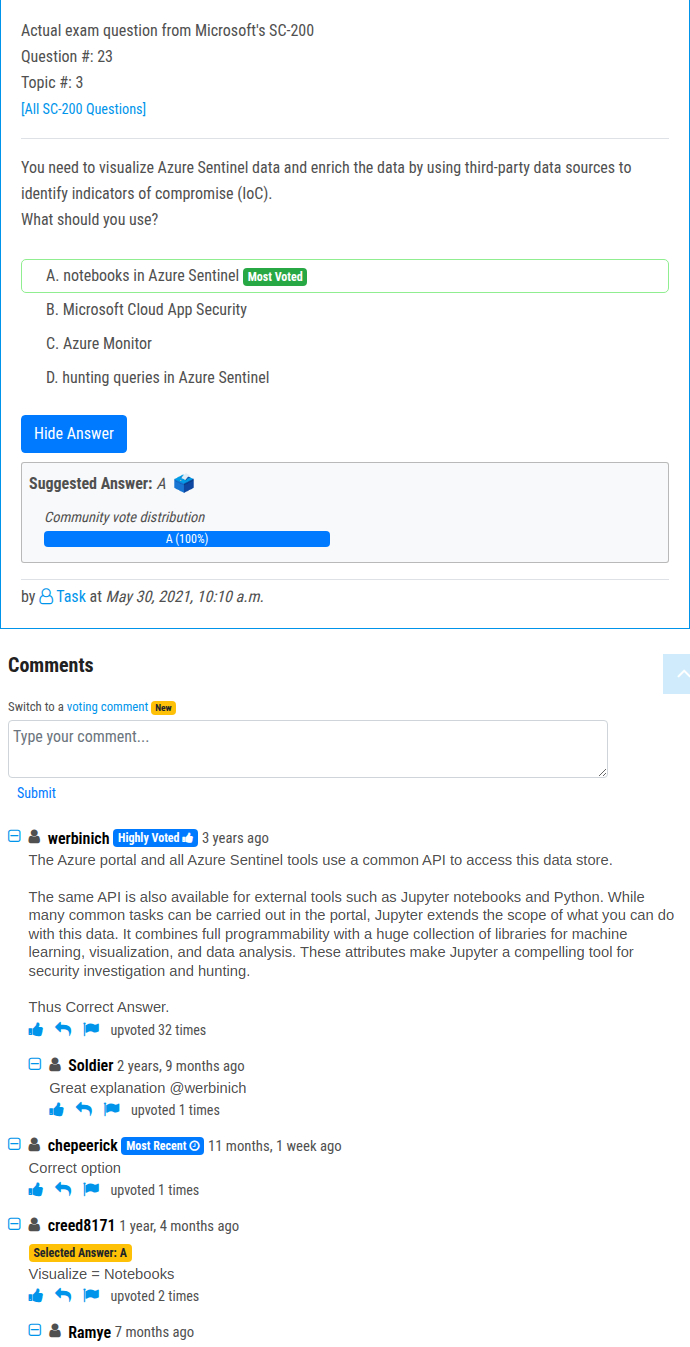 Actual exam question from Microsoft's SC-200
Question #: 23
Topic #: 3
[All SC-200 Questions]
You need to visualize Azure Sentinel data and enrich the data by using third-party data sources to
identify indicators of compromise (IoC).
What should you use?
A. notebooks in Azure Sentinel Most Voted
B. Microsoft Cloud App Security
C. Azure Monitor
D. hunting queries in Azure Sentinel
Hide Answer
Suggested Answer: A
Community vote distribution
A (100%)
by Task at May 30, 2021, 10:10 a.m.
Comments
Switch to a voting comment New
Type your comment...
Submit
werbinich Highly Voted 3 years ago
The Azure portal and all Azure Sentinel tools use a common API to access this data store.
The same API is also available for external tools such as Jupyter notebooks and Python. While
many common tasks can be carried out in the portal, Jupyter extends the scope of what you can do
with this data. It combines full programmability with a huge collection of libraries for machine
learning, visualization, and data analysis. These attributes make Jupyter a compelling tool for
security investigation and hunting.
Thus Correct Answer.
upvoted 32 times
Soldier 2 years, 9 months ago
Great explanation @werbinich
upvoted 1 times
chepeerick Most Recent 11 months, 1 week ago
Correct option
upvoted 1 times
creed8171 1 year, 4 months ago
Selected Answer: A
Visualize = Notebooks
upvoted 2 times
Ramye 7 months ago